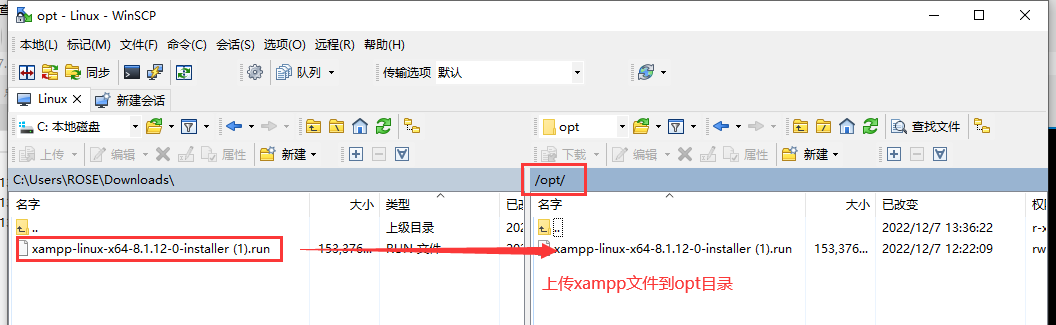 opt - Linux - WinSCP
本地(L) 标记(M) 文件(F) 命令(C) 会话(S) 选项(O) 远程(R) 帮助(H)
同步 队列 传输选项 默认
Linux 新建会话
C: 本地磁盘 opt 查找文件
上传 编辑 属性 新建 下载 编辑 属性 新建
C:\Users\ROSE\Downloads\ /opt/
名字 大小 类型 已改 名字 大小 已改变 权
.. 上级目录 202 .. 2022/12/7 13:36:22 r-x
xampp-linux-x64-8.1.12-0-installer (1).run 153,376... RUN 文件 202 xampp-linux-x64-8.1.12-0-installer (1).run 153,376... 2022/12/7 12:22:09 rw
上传xampp文件到opt目录